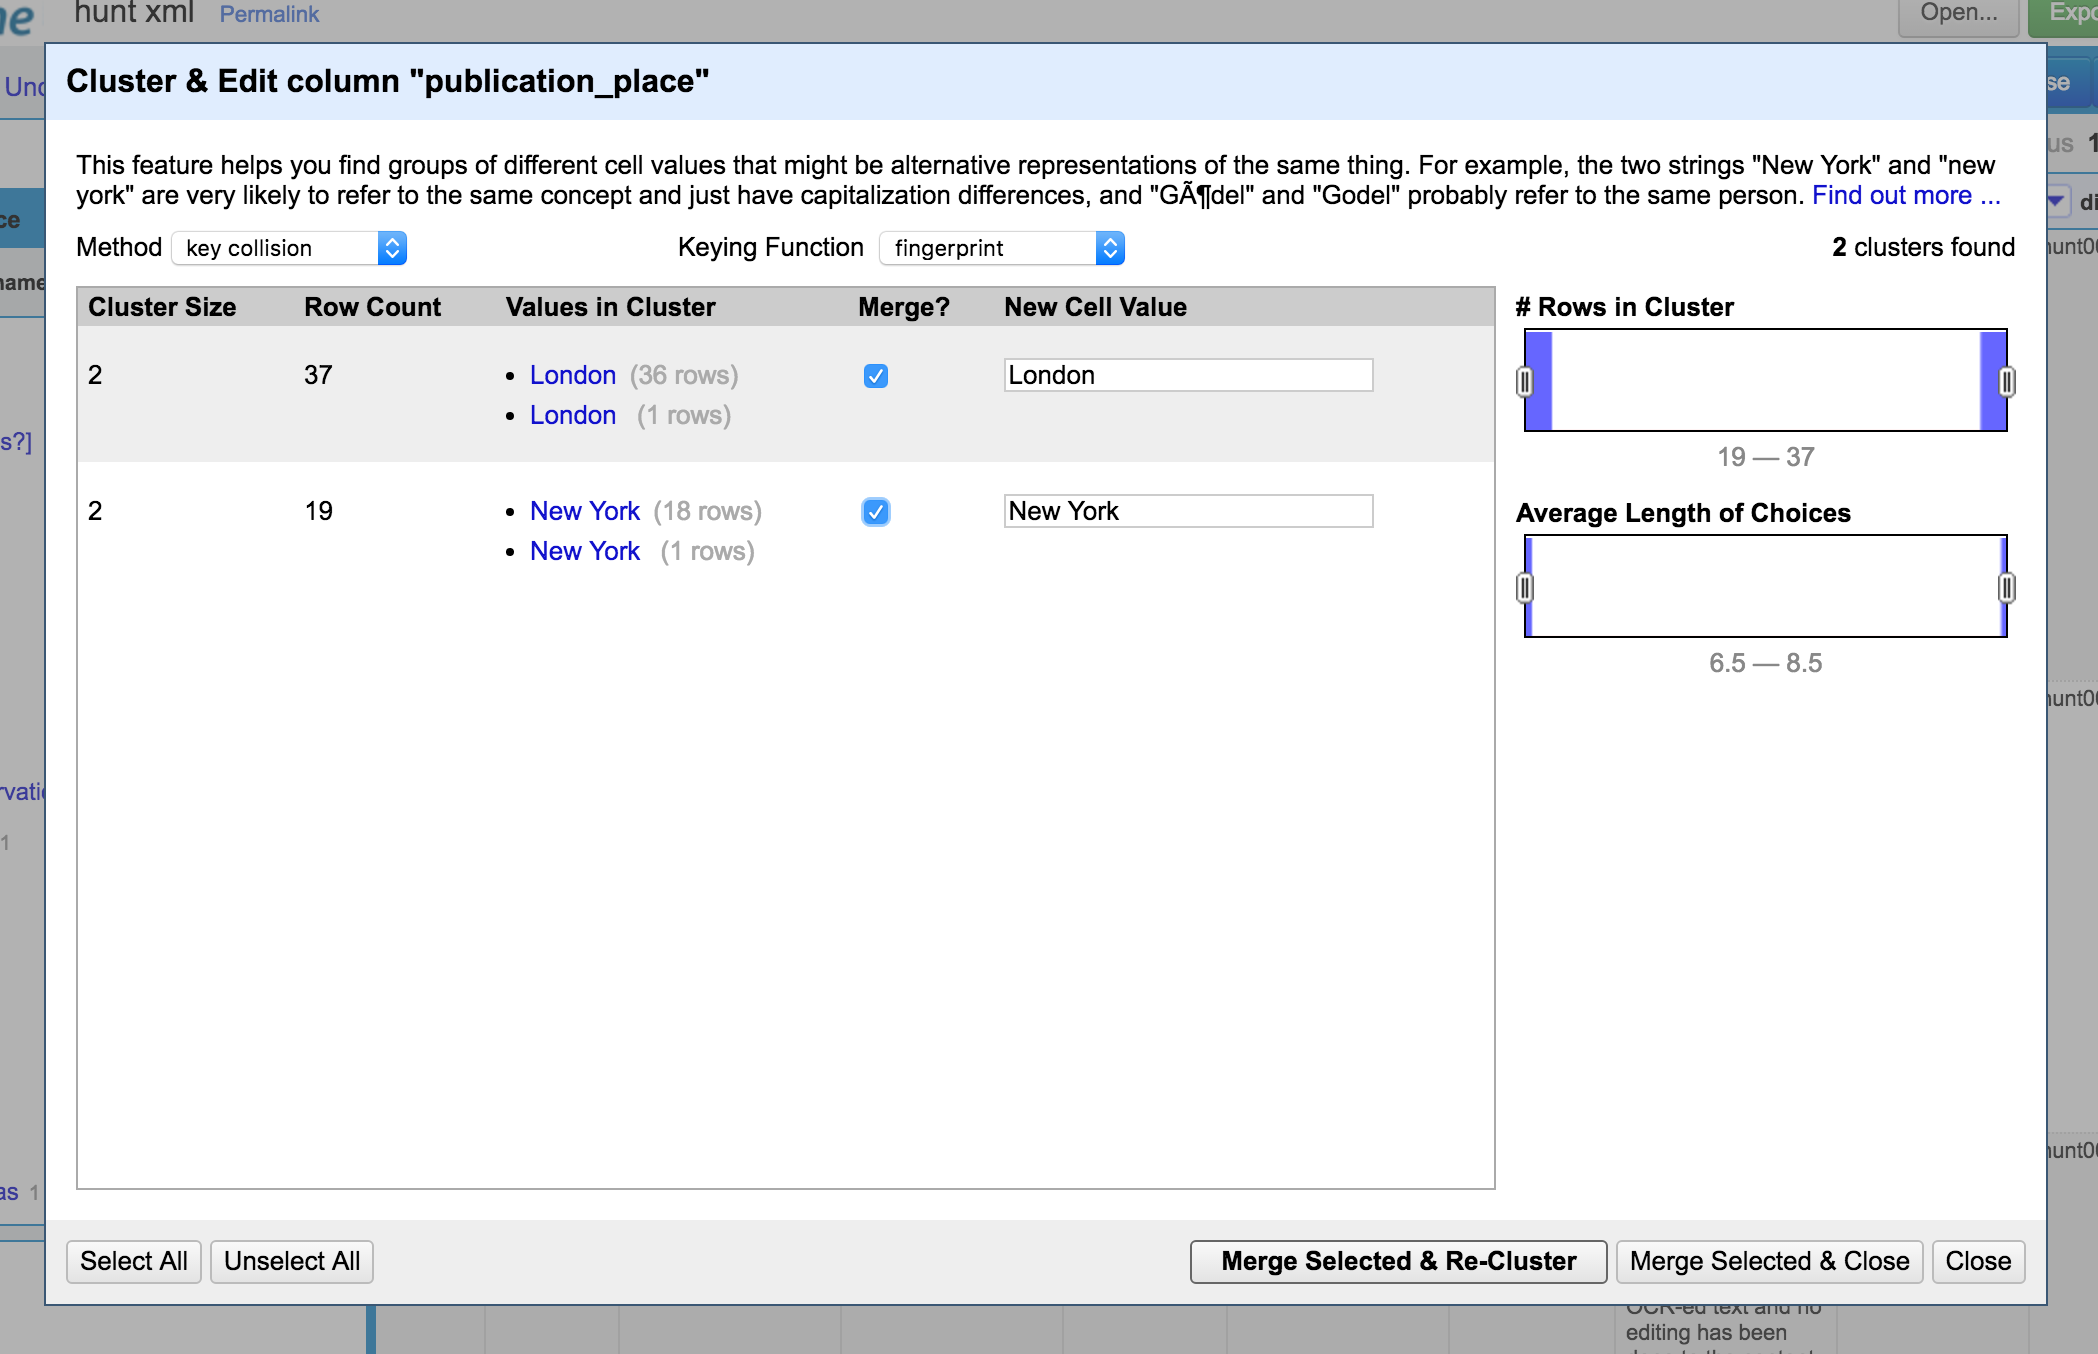 hunt xml Permalink
Open...
Cluster & Edit column "publication_place"
This feature helps you find groups of different cell values that might be alternative representations of the same thing. For example, the two strings "New York" and "new
york" are very likely to refer to the same concept and just have capitalization differences, and "GÃ¶del" and "Godel" probably refer to the same person. Find out more ...
Method key collision Keying Function fingerprint 2 clusters found
Cluster Size Row Count Values in Cluster Merge? New Cell Value
# Rows in Cluster
2 37 • London (36 rows) London
• London (1 rows)
19 — 37
2 19 • New York (18 rows) New York
• New York (1 rows)
Average Length of Choices
6.5 — 8.5
s?]
1
as 1
Select All Unselect All Merge Selected & Re-Cluster Merge Selected & Close Close
OCR-ed text and no
editing has been